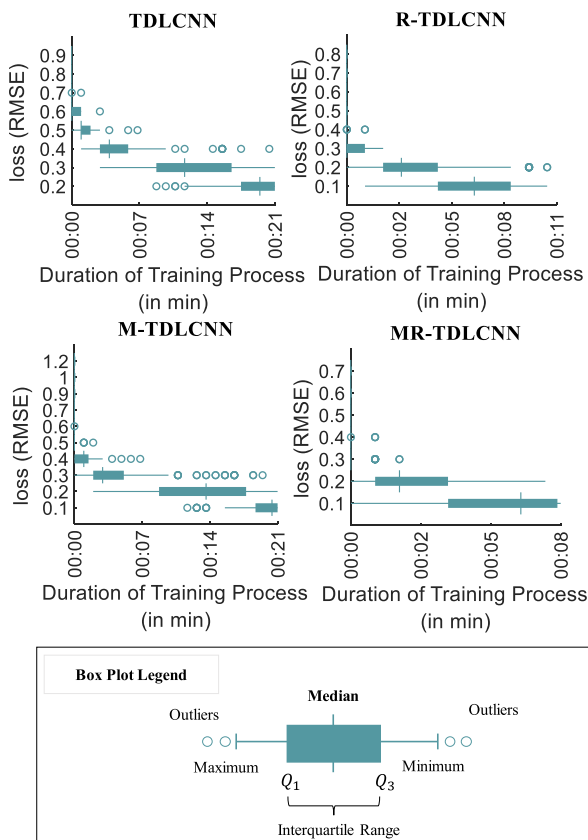 TDLCNN
R-TDLCNN
loss (RMSE)
0.9
0.8
0.7
0.6
0.5
0.4
0.3
0.2
00:00
00:07
00:14
00:21
Duration of Training Process
(in min)
loss (RMSE)
0.8
0.7
0.6
0.5
0.4
0.3
0.2
0.1
00:00
00:02
00:04
00:09
00:11
Duration of Training Process
(in min)
M-TDLCNN
MR-TDLCNN
loss (RMSE)
1.2
1
0.9
0.8
0.6
0.5
0.4
0.3
0.2
0.1
00:00
00:07
00:14
00:21
Duration of Training Process
(in min)
loss (RMSE)
0.7
0.6
0.5
0.4
0.3
0.2
0.1
00:00
00:02
00:05
00:08
Duration of Training Process
(in min)
Box Plot Legend
Median
Outliers
Outliers
Maximum
Minimum
Q1
Q3
Interquartile Range